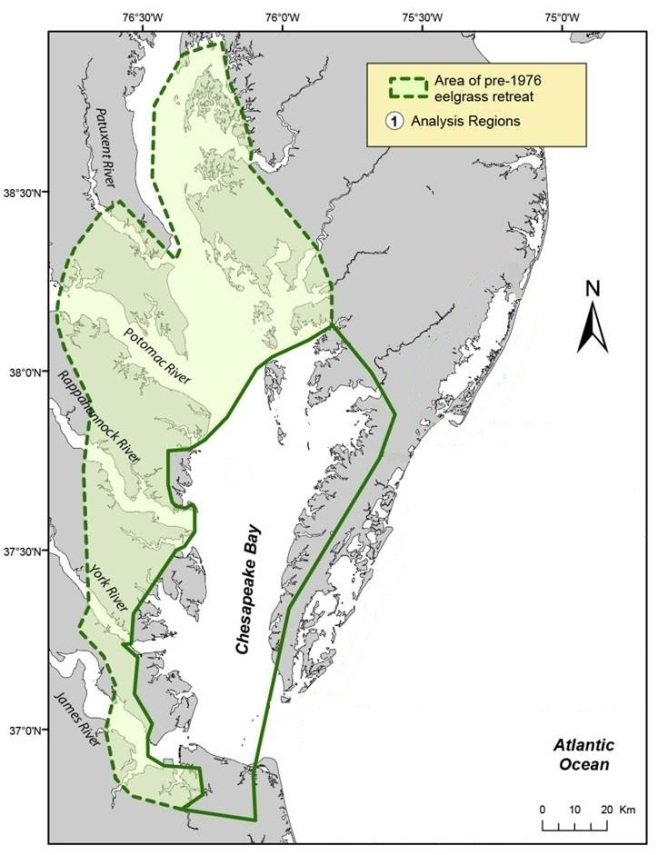 76°30'W
76°0'W
75°30'W
75°0'W
Area of pre-1976
eelgrass retreat
1 Analysis Regions
Patuxent River
38°30'N
N
Potomac River
38°0'N
Rappahannock River
37°30'N
Chesapeake Bay
York River
James River
37°0'N
Atlantic
Ocean
0 10 20 Km